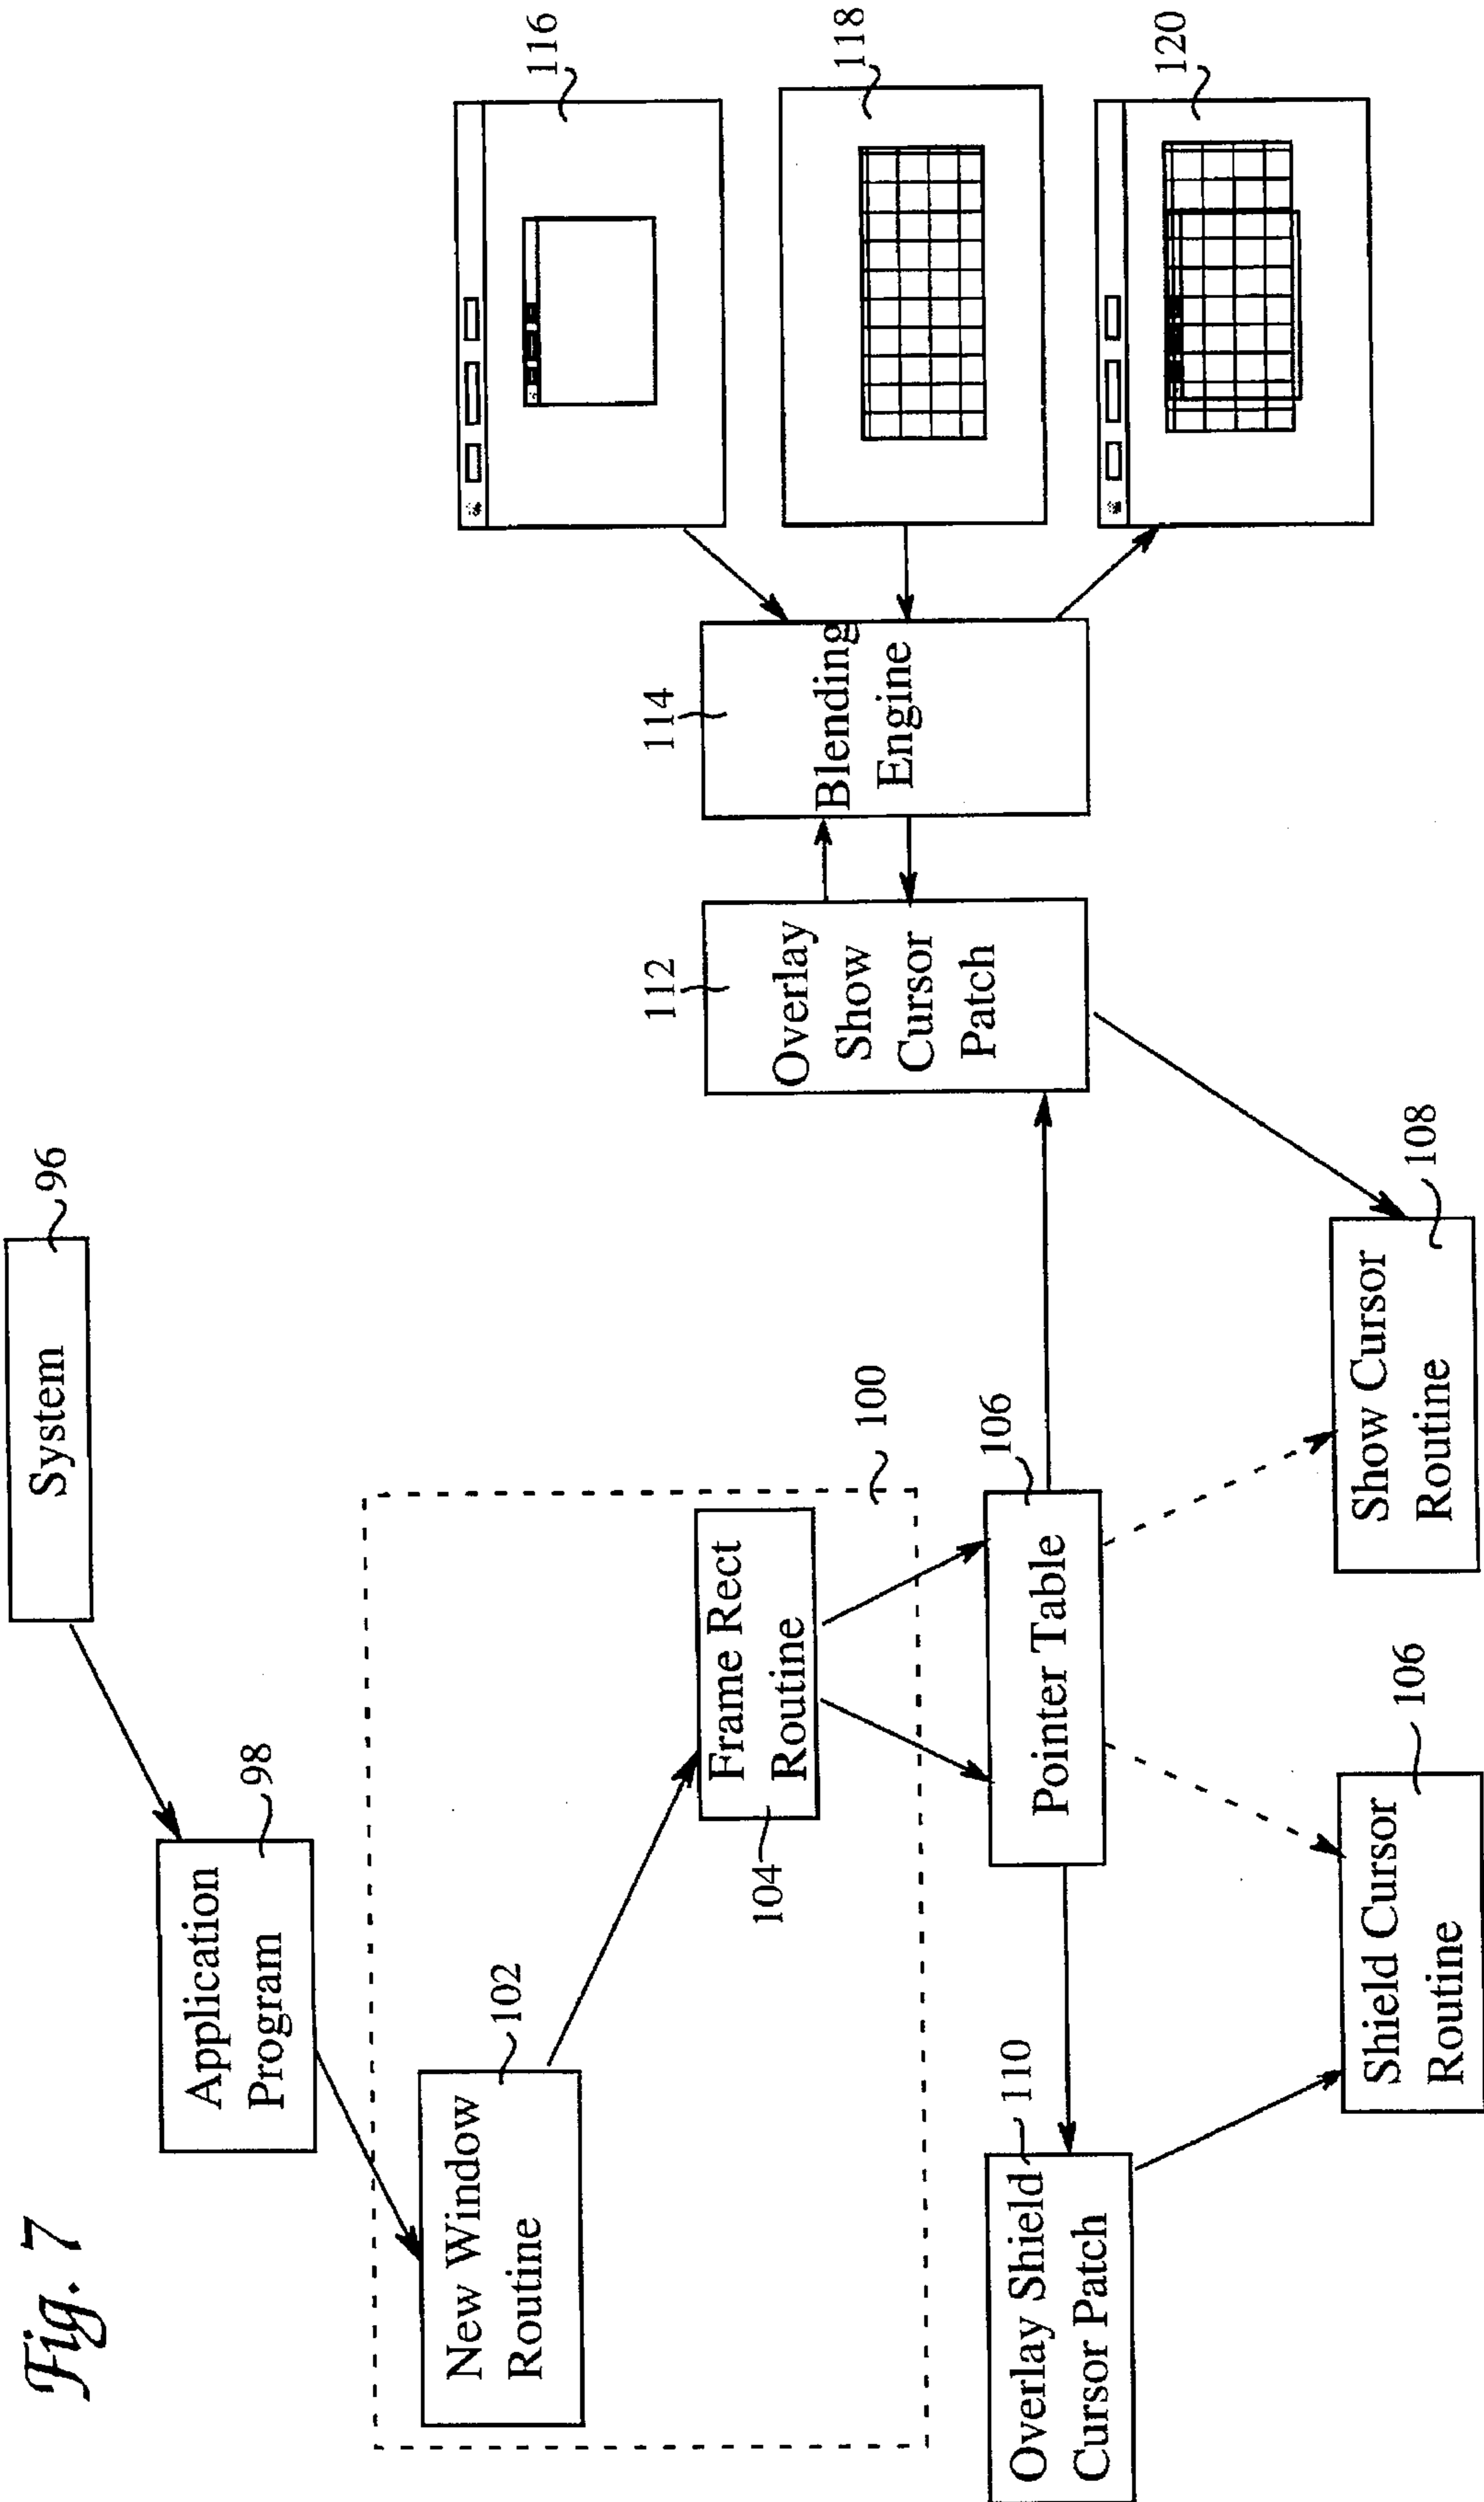 Fig. 7
System
96
Application
Program
98
100
New Window
Routine
102
Frame Rect
Routine
104
Pointer Table
106
Overlay Shield
Cursor Patch
110
Shield Cursor
Routine
106
Show Cursor
Routine
108
Overlay
Show
Cursor
Patch
112
Blending
Engine
114
116
118
120